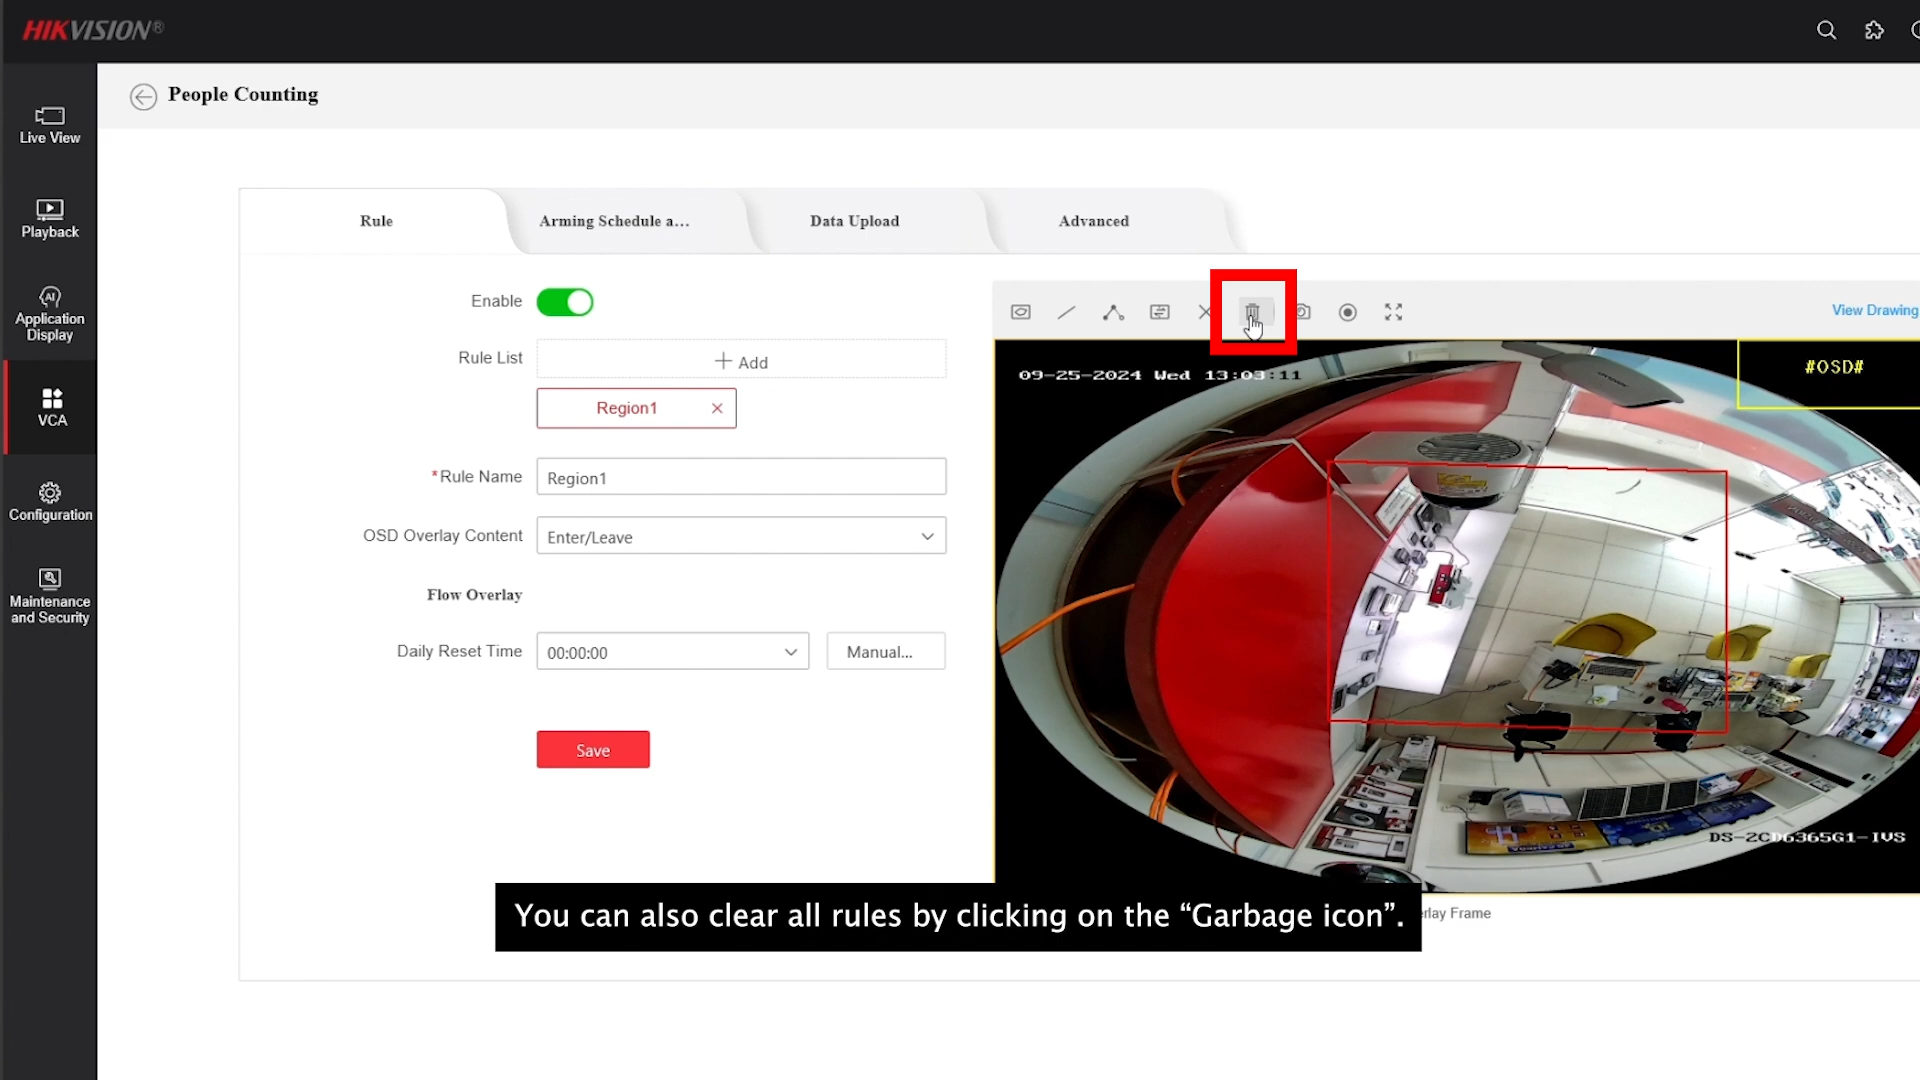 HIKVISION®
People Counting
Live View
Playback
Application
Display
VCA
Configuration
Maintenance
and Security
Rule
Arming Schedule a...
Data Upload
Advanced
Enable
Rule List
Add
Region1
*Rule Name
Region1
OSD Overlay Content
Enter/Leave
Flow Overlay
Daily Reset Time
00:00:00
Manual...
Save
View Drawing
09-25-2024 Wed 13:03:11
#OSD#
DS-2CD6365G1-IVS
rlay Frame
You can also clear all rules by clicking on the “Garbage icon”.